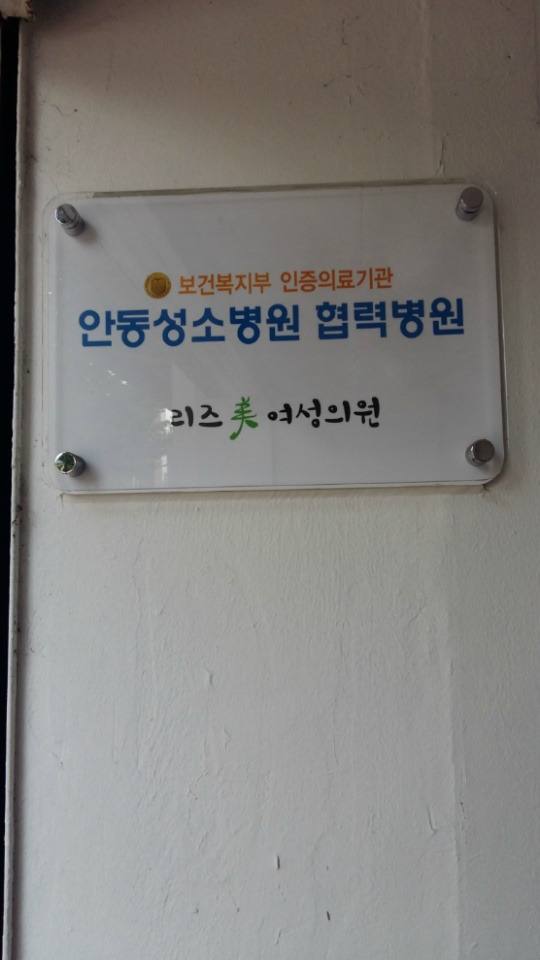 보건복지부 인증의료기관
안동성소병원 협력병원
리즈美여성의원